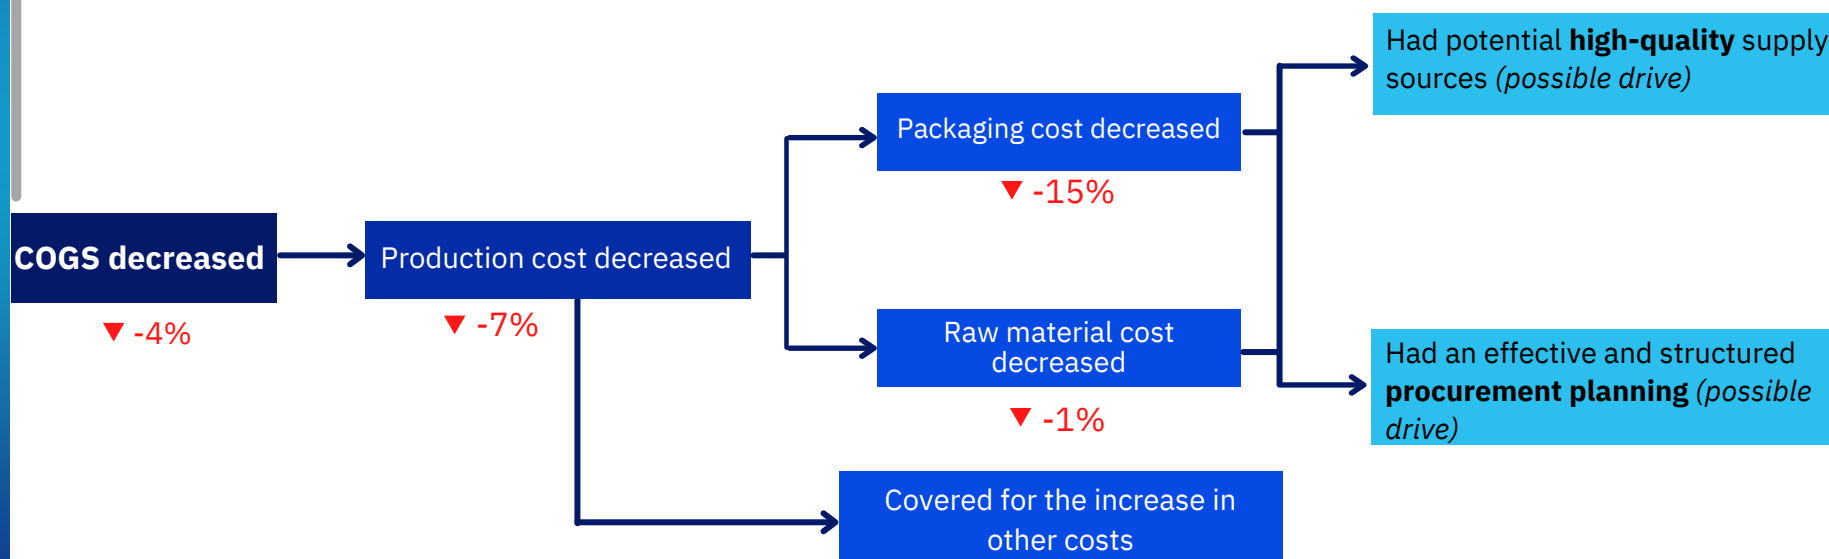 COGS decreased
▼ -4%
Production cost decreased
▼ -7%
Packaging cost decreased
▼ -15%
Raw material cost
decreased
▼ -1%
Covered for the increase in
other costs
Had potential high-quality supply
sources (possible drive)
Had an effective and structured
procurement planning (possible
drive)